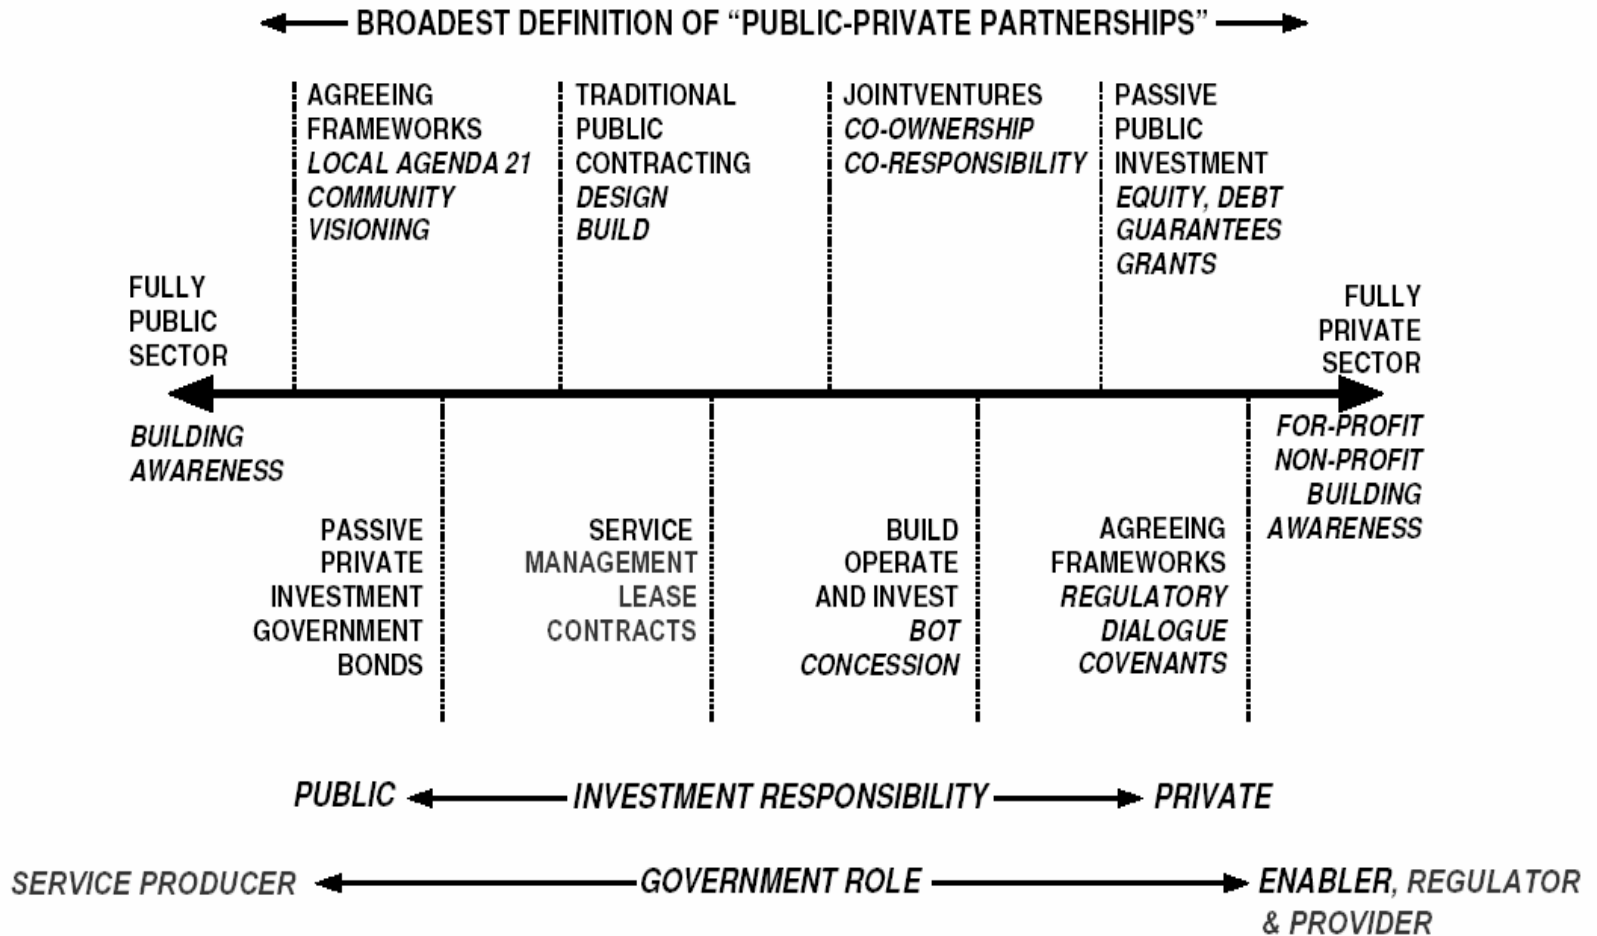 BROADEST DEFINITION OF “PUBLIC-PRIVATE PARTNERSHIPS”
AGREEING
FRAMEWORKS
LOCAL AGENDA 21
COMMUNITY
VISIONING
TRADITIONAL
PUBLIC
CONTRACTING
DESIGN
BUILD
JOINTVENTURES
CO-OWNERSHIP
CO-RESPONSIBILITY
PASSIVE
PUBLIC
INVESTMENT
EQUITY, DEBT
GUARANTEES
GRANTS
FULLY
PUBLIC
SECTOR
FULLY
PRIVATE
SECTOR
BUILDING
AWARENESS
FOR-PROFIT
NON-PROFIT
BUILDING
AWARENESS
PASSIVE
PRIVATE
INVESTMENT
GOVERNMENT
BONDS
SERVICE
MANAGEMENT
LEASE
CONTRACTS
BUILD
OPERATE
AND INVEST
BOT
CONCESSION
AGREEING
FRAMEWORKS
REGULATORY
DIALOGUE
COVENANTS
PUBLIC INVESTMENT RESPONSIBILITY PRIVATE
SERVICE PRODUCER GOVERNMENT ROLE ENABLER, REGULATOR
& PROVIDER